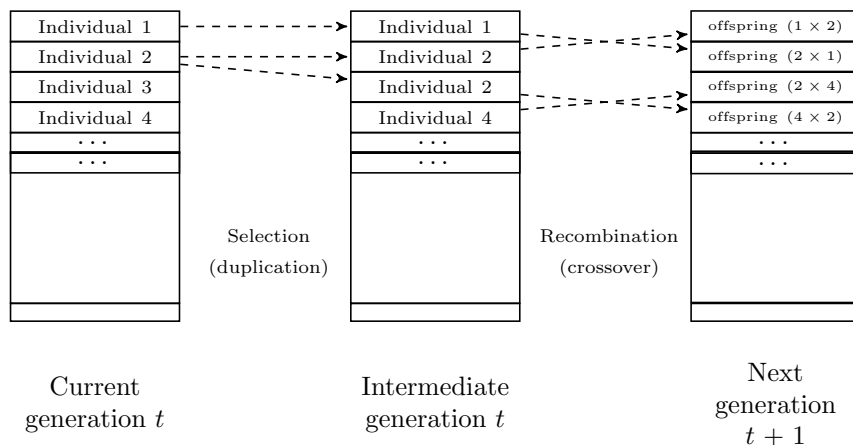 Individual 1
Individual 2
Individual 3
Individual 4
· · ·
· · ·
Selection
(duplication)
Current
generation t
Individual 1
Individual 2
Individual 2
Individual 4
· · ·
· · ·
Recombination
(crossover)
Intermediate
generation t
offspring (1 × 2)
offspring (2 × 1)
offspring (2 × 4)
offspring (4 × 2)
· · ·
· · ·
Next
generation
t + 1